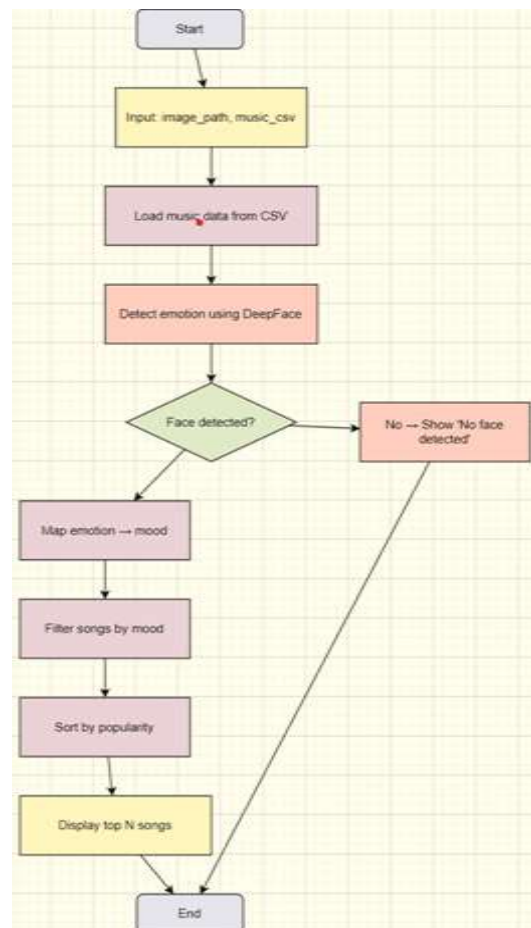 Start
Input: image_path, music_csv
Load music data from CSV
Detect emotion using DeepFace
Face detected?
No → Show 'No face
detected'
Map emotion → mood
Filter songs by mood
Sort by popularity
Display top N songs
End